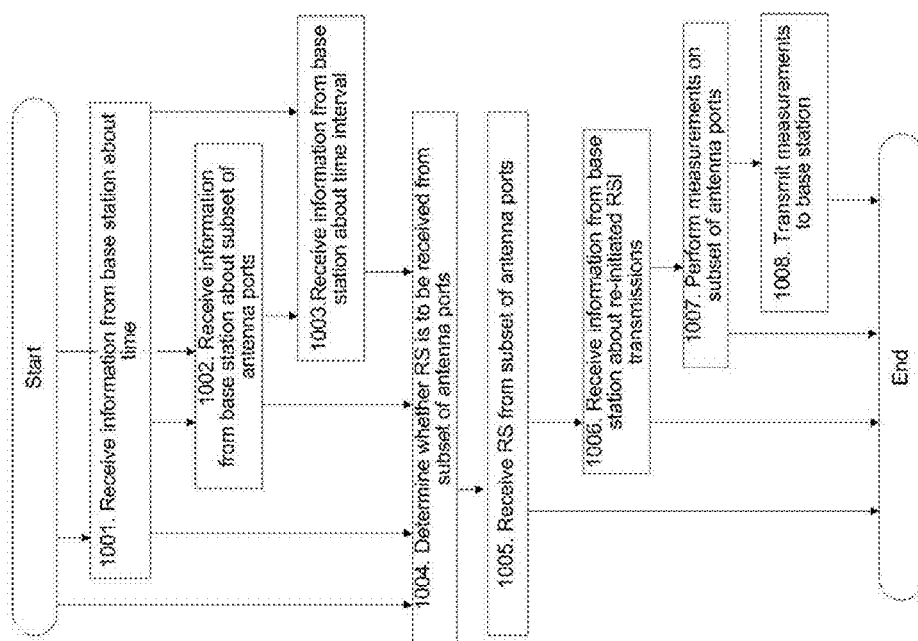 Start
1001. Receive information from base station about
time
1002. Receive information
from base station about subset of
antenna ports
1003.Receive information from base
station about time interval
1004. Determine whether RS is to be received from
subset of antenna ports
1005. Receive RS from subset of antenna ports
1006. Receive information from base
station about re-initiated RSI
transmissions
1007. Perform measurements on
subset of antenna ports
1008. Transmit measurements
to base station
End